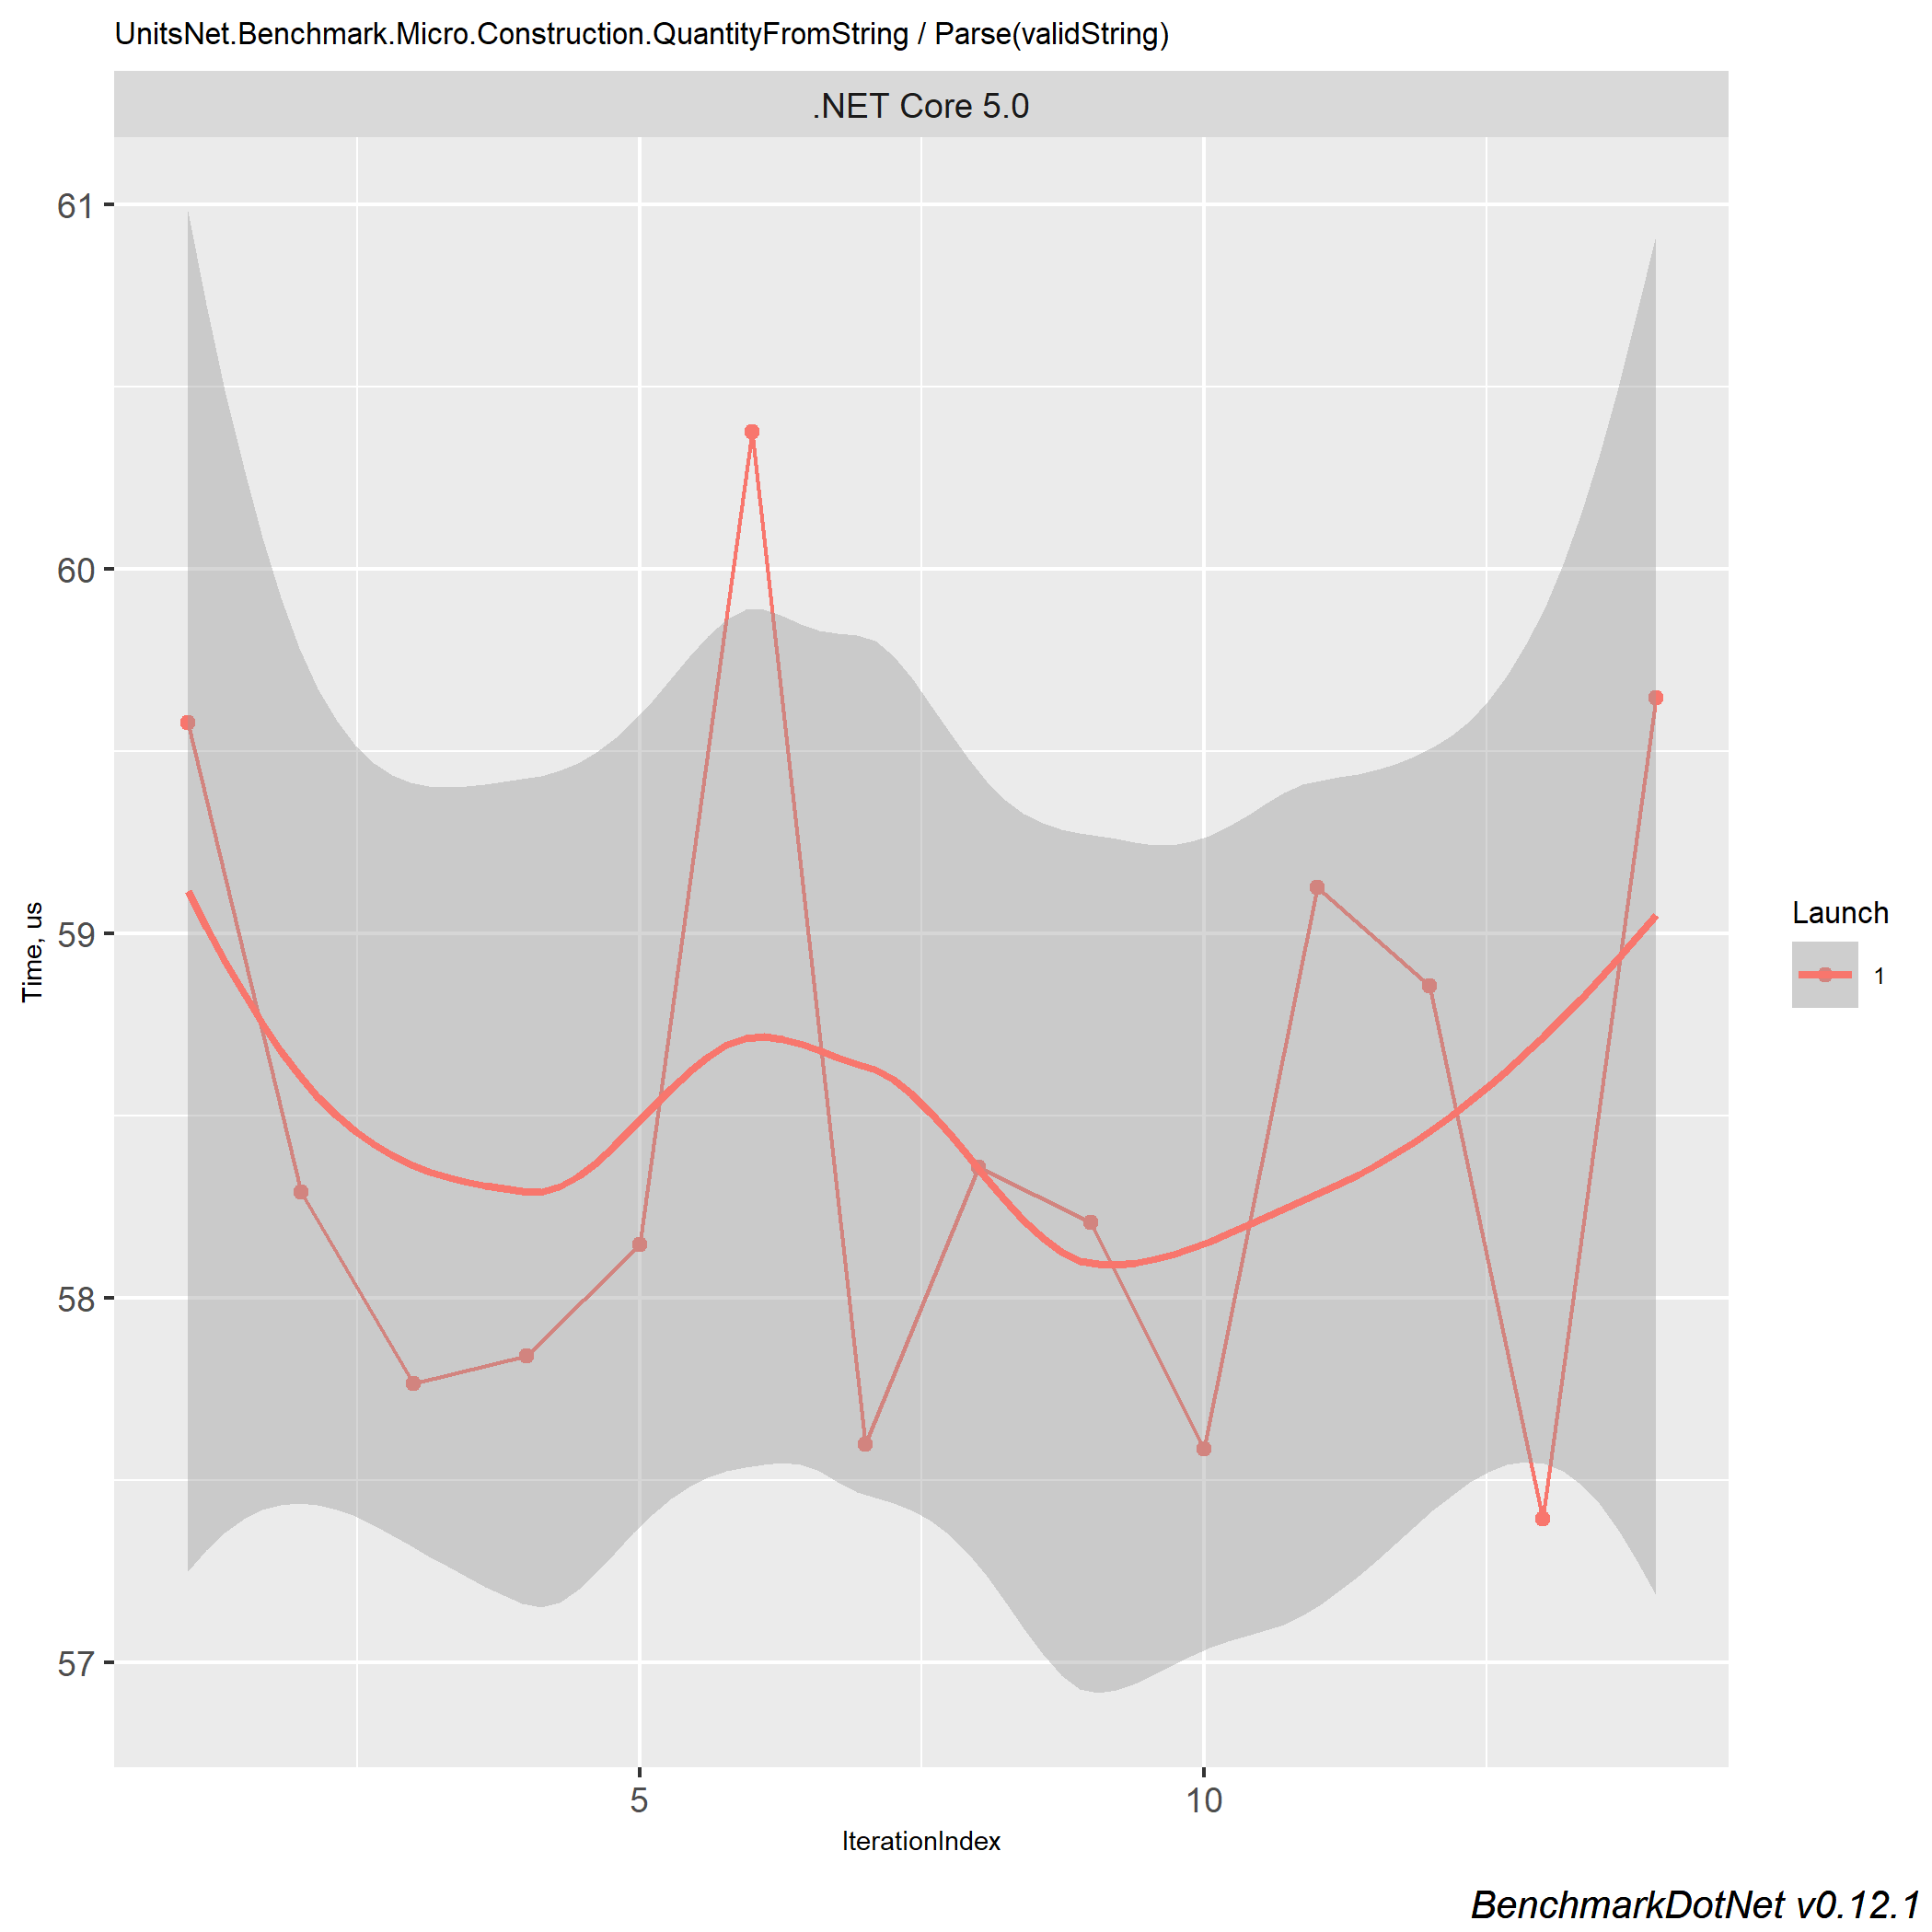 UnitsNet.Benchmark.Micro.Construction.QuantityFromString / Parse(validString)
.NET Core 5.0
61
60
59
58
57
Time, us
5
10
IterationIndex
Launch
1
BenchmarkDotNet v0.12.1